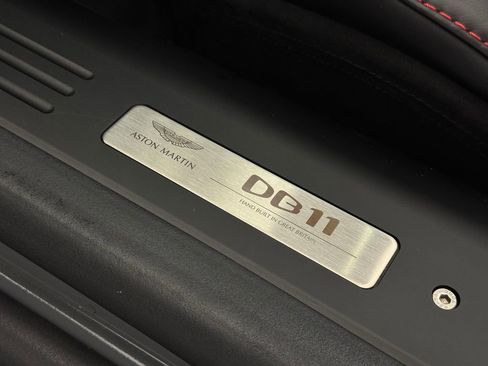 ASTON MARTIN
DB11
HAND BUILT IN GREAT BRITAIN